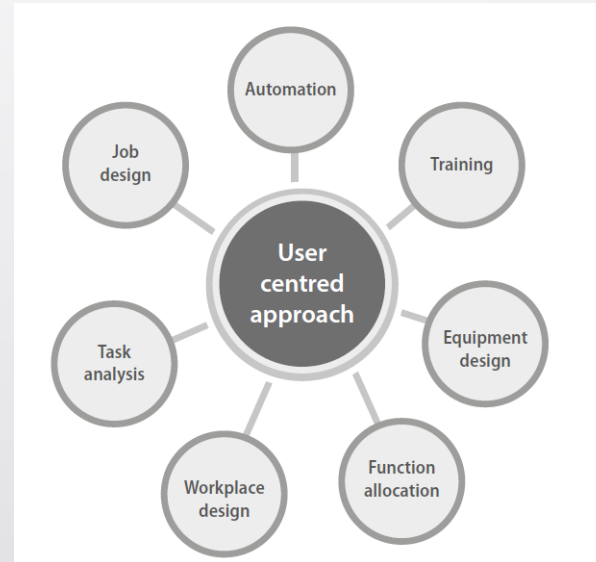 Automation
Job
design
Training
User
centred
approach
Equipment
design
Task
analysis
Function
allocation
Workplace
design